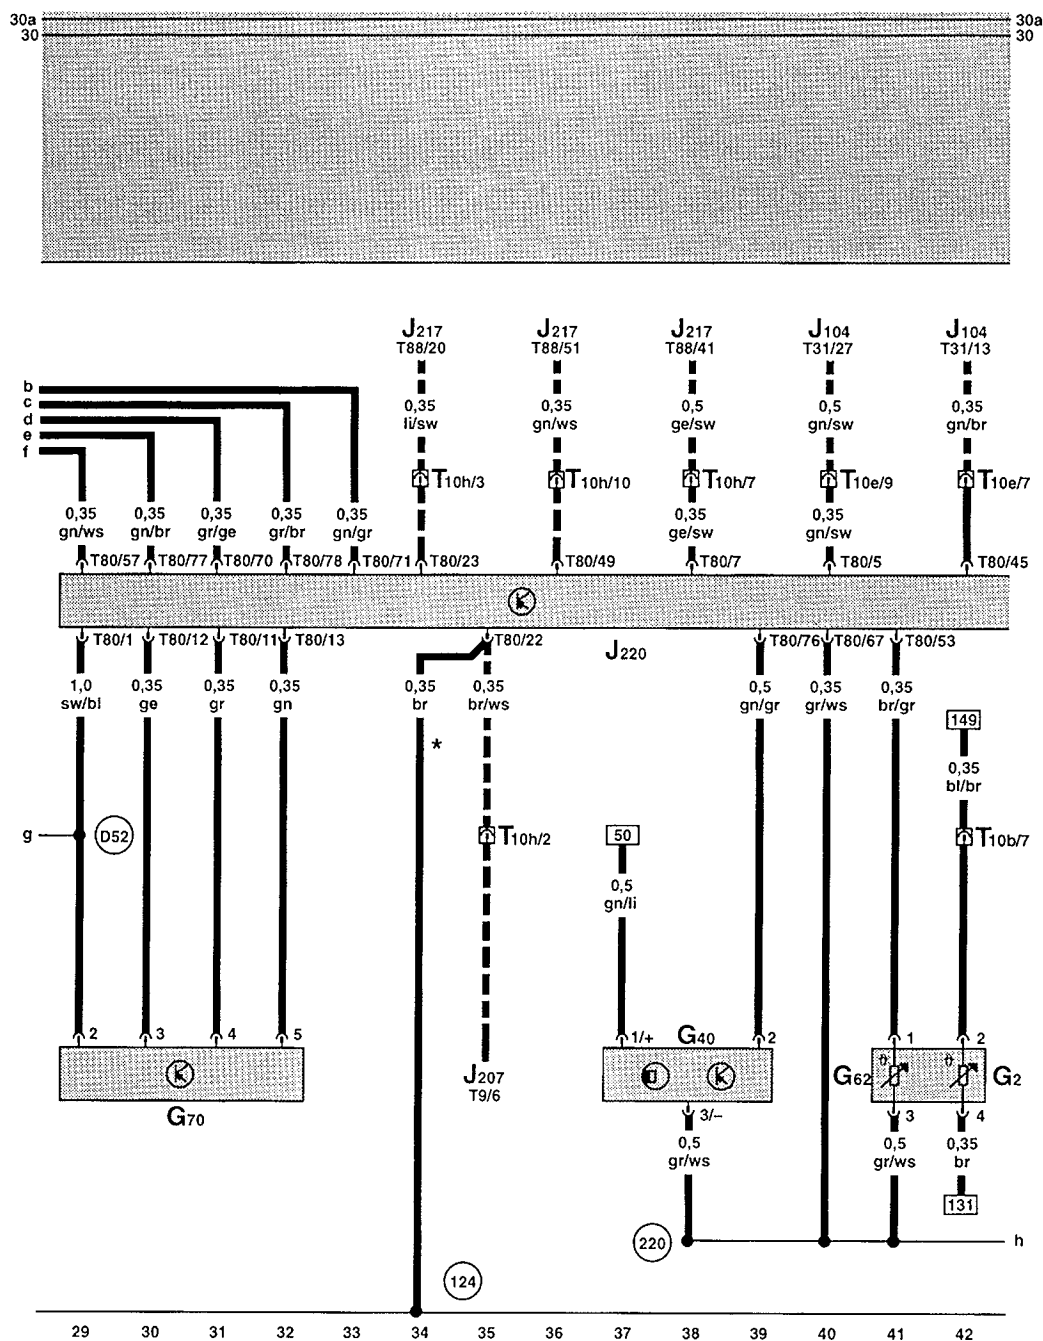 30a 30a
30 30
J217 J217 J217 J104 J104
T88/20 T88/51 T88/41 T31/27 T31/13
b
c
d
e
f
0,35 0,35 0,5 0,5 0,35
li/sw gn/ws ge/sw gn/sw gn/br
T10h/3 T10h/10 T10h/7 T10e/9 T10e/7
0,35 0,35 0,35 0,35 0,35 0,35 0,35
gn/ws gn/br gr/ge gr/br gn/gr ge/sw gn/sw
T80/57 T80/77 T80/70 T80/78 T80/71 T80/23 T80/49 T80/7 T80/5 T80/45
T80/1 T80/12 T80/11 T80/13 T80/22 T80/76 T80/67 T80/53
J220
1,0 0,35 0,35 0,35 0,35 0,35 0,5 0,35 0,35
sw/bl ge gr gn br br/ws gn/gr gr/ws br/gr
149
*
0,35
bl/br
g D52 T10h/2 50 T10b/7
0,5
gn/li
2 3 4 5 1/+ G40 2 1 2
G62 G2
J207
T9/6
G70
3/– 3 4
0,5 0,5 0,35
gr/ws gr/ws br
131
220 h
124
29 30 31 32 33 34 35 36 37 38 39 40 41 42